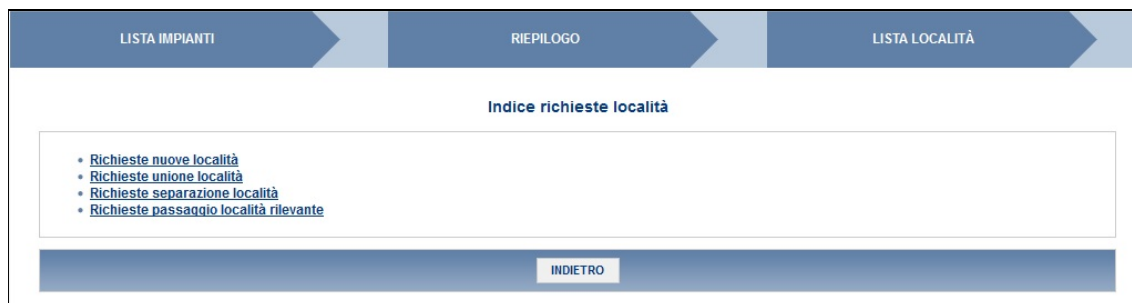 LISTA IMPIANTI RIEPILOGO LISTA LOCALITÀ
Indice richieste località
Richieste nuove località
Richieste unione località
Richieste separazione località
Richieste passaggio località rilevante
INDIETRO